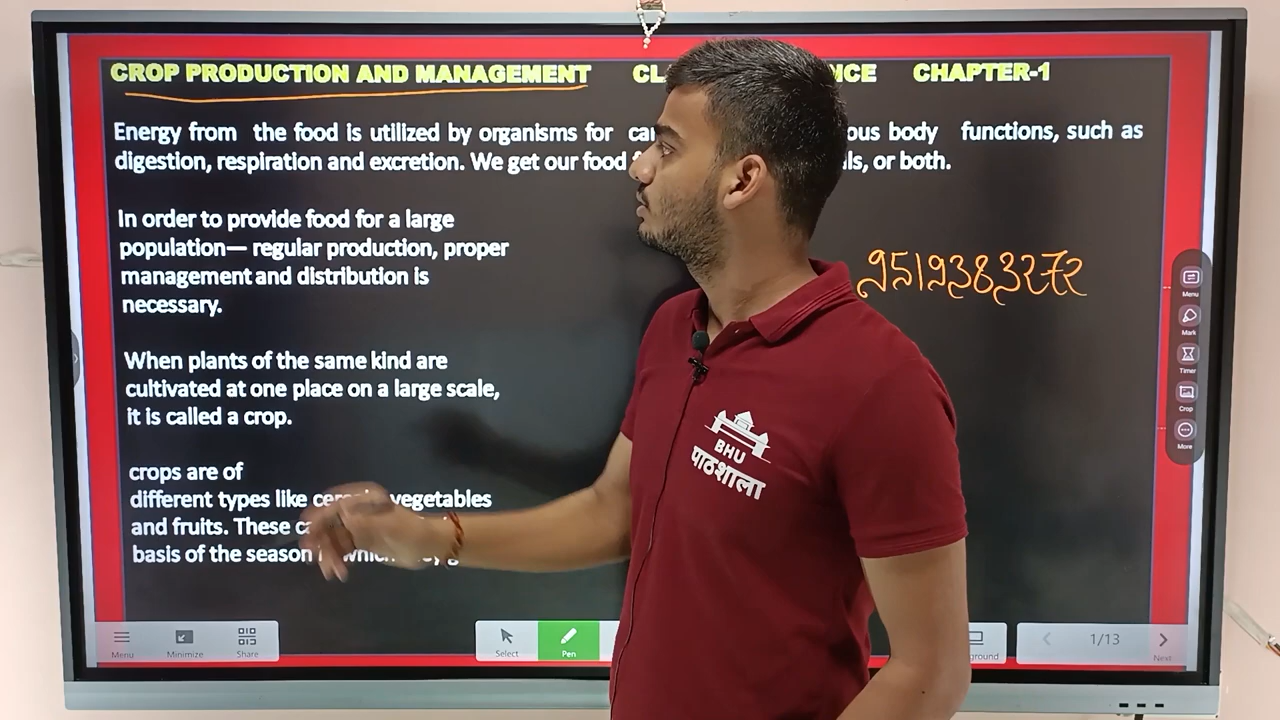 CROP PRODUCTION AND MANAGEMENT CHAPTER-1
Energy from the food is utilized by organisms for body functions, such as
digestion, respiration and excretion. We get our food or both.
In order to provide food for a large
population— regular production, proper
management and distribution is
necessary.
When plants of the same kind are
cultivated at one place on a large scale,
it is called a crop.
crops are of
different types like vegetables
and fruits. These
basis of the season
9519383272
BHU
पाठशाला
Menu
Mark
Timer
Crop
More
Menu
Minimize
Share
Select
Pen
1/13
Next